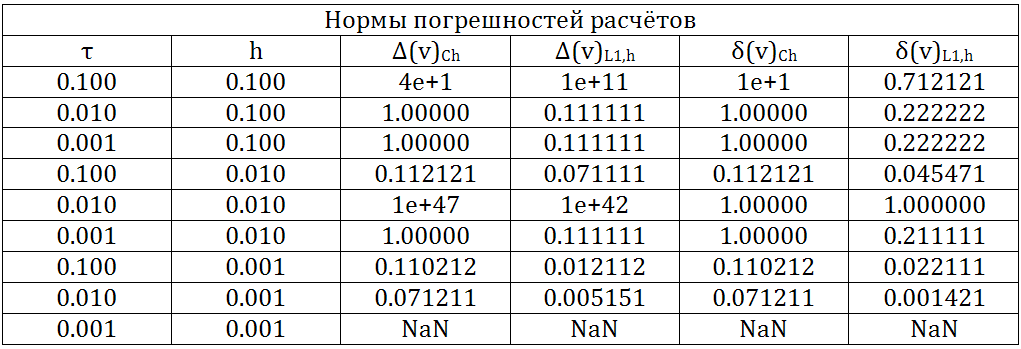 Нормы погрешностей расчётов
τ h Δ(v)Ch Δ(v)L1,h δ(v)Ch δ(v)L1,h
0.100 0.100 4e+1 1e+11 1e+1 0.712121
0.010 0.100 1.00000 0.111111 1.00000 0.222222
0.001 0.100 1.00000 0.111111 1.00000 0.222222
0.100 0.010 0.112121 0.071111 0.112121 0.045471
0.010 0.010 1e+47 1e+42 1.00000 1.000000
0.001 0.010 1.00000 0.111111 1.00000 0.211111
0.100 0.001 0.110212 0.012112 0.110212 0.022111
0.010 0.001 0.071211 0.005151 0.071211 0.001421
0.001 0.001 NaN NaN NaN NaN